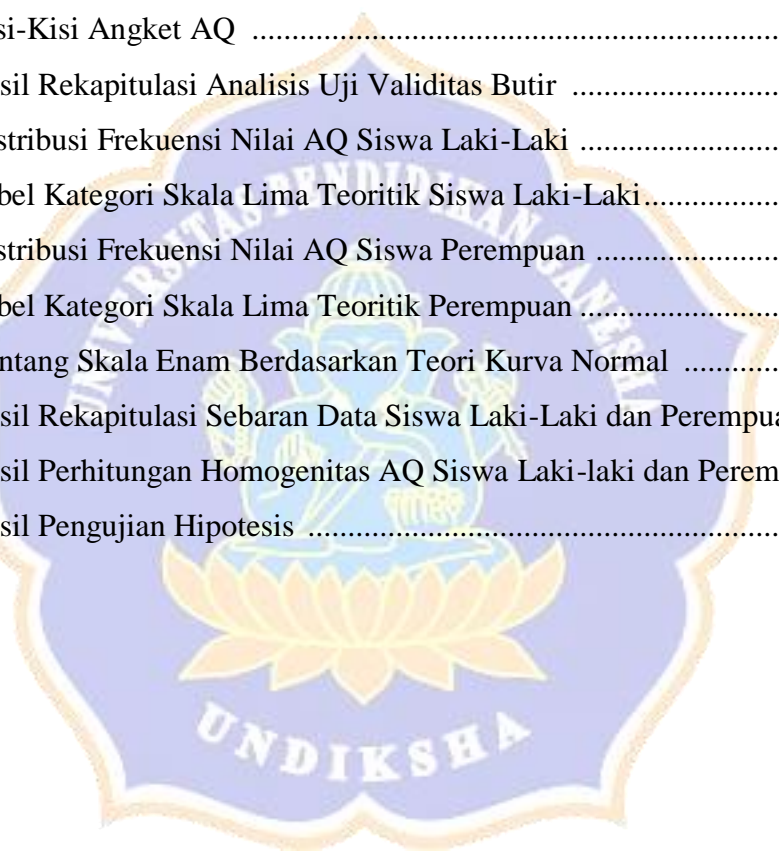 si-Kisi Angket AQ ........................................................................
sil Rekapitulasi Analisis Uji Validitas Butir ............................
stribusi Frekuensi Nilai AQ Siswa Laki-Laki ...........................
bel Kategori Skala Lima Teoritik Siswa Laki-Laki...................
stribusi Frekuensi Nilai AQ Siswa Perempuan .........................
bel Kategori Skala Lima Teoritik Perempuan ...........................
ntang Skala Enam Berdasarkan Teori Kurva Normal .............
sil Rekapitulasi Sebaran Data Siswa Laki-Laki dan Perempua
sil Perhitungan Homogenitas AQ Siswa Laki-laki dan Perem
sil Pengujian Hipotesis ..............................................................
UNIVERSITAS PENDIDIKAN GANESHA
UNDIKSHA